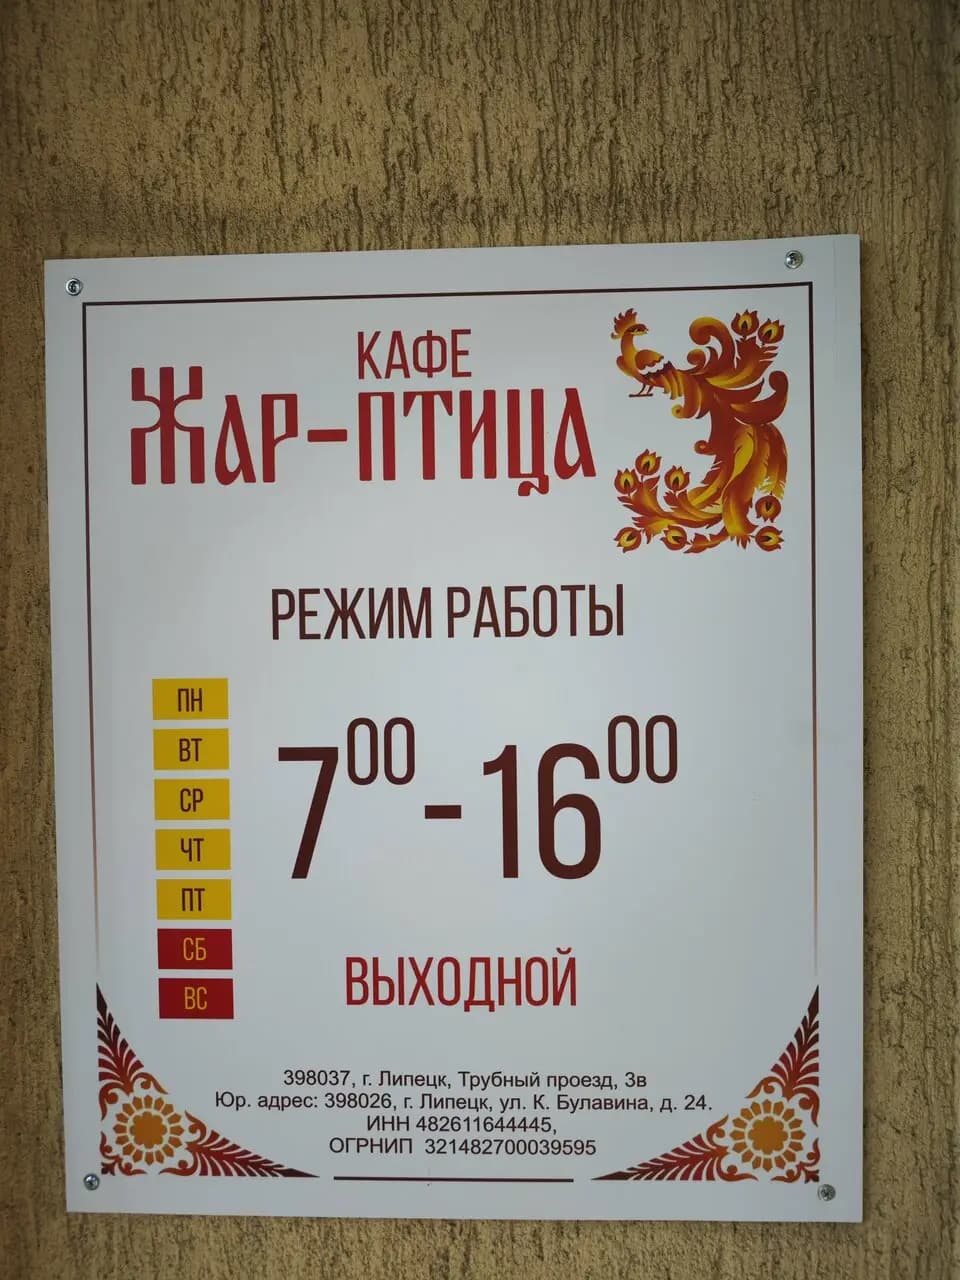 КАФЕ
ЖАР-ПТИЦА
РЕЖИМ РАБОТЫ
ПН
ВТ
СР
ЧТ
ПТ
7⁰⁰-16⁰⁰
СБ
ВС
ВЫХОДНОЙ
398037, г. Липецк, Трубный проезд, 3в
Юр. адрес: 398026, г. Липецк, ул. К. Булавина, д. 24.
ИНН 482611644445,
ОГРНИП 321482700039595